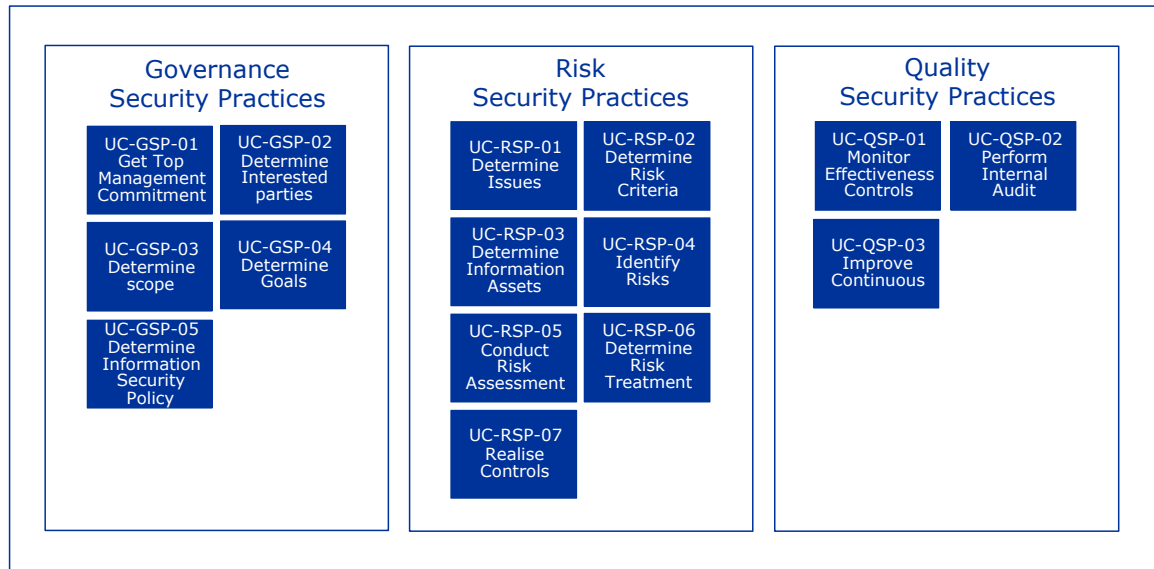 Governance
Security Practices
UC-GSP-01
Get Top
Management
Commitment
UC-GSP-02
Determine
Interested
parties
UC-GSP-03
Determine
scope
UC-GSP-04
Determine
Goals
UC-GSP-05
Determine
Information
Security
Policy
Risk
Security Practices
UC-RSP-01
Determine
Issues
UC-RSP-02
Determine
Risk
Criteria
UC-RSP-03
Determine
Information
Assets
UC-RSP-04
Identify
Risks
UC-RSP-05
Conduct
Risk
Assessment
UC-RSP-06
Determine
Risk
Treatment
UC-RSP-07
Realise
Controls
Quality
Security Practices
UC-QSP-01
Monitor
Effectiveness
Controls
UC-QSP-02
Perform
Internal
Audit
UC-QSP-03
Improve
Continuous